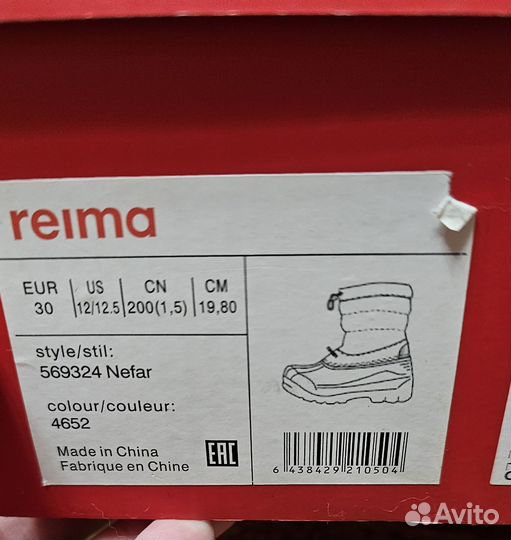 reima
EUR US CN CM
30 12/12.5 200(1,5) 19,80
style/stil:
569324 Nefar
colour/couleur:
4652
Made in China
Fabrique en Chine
EAC
6 438429 210504
Avito